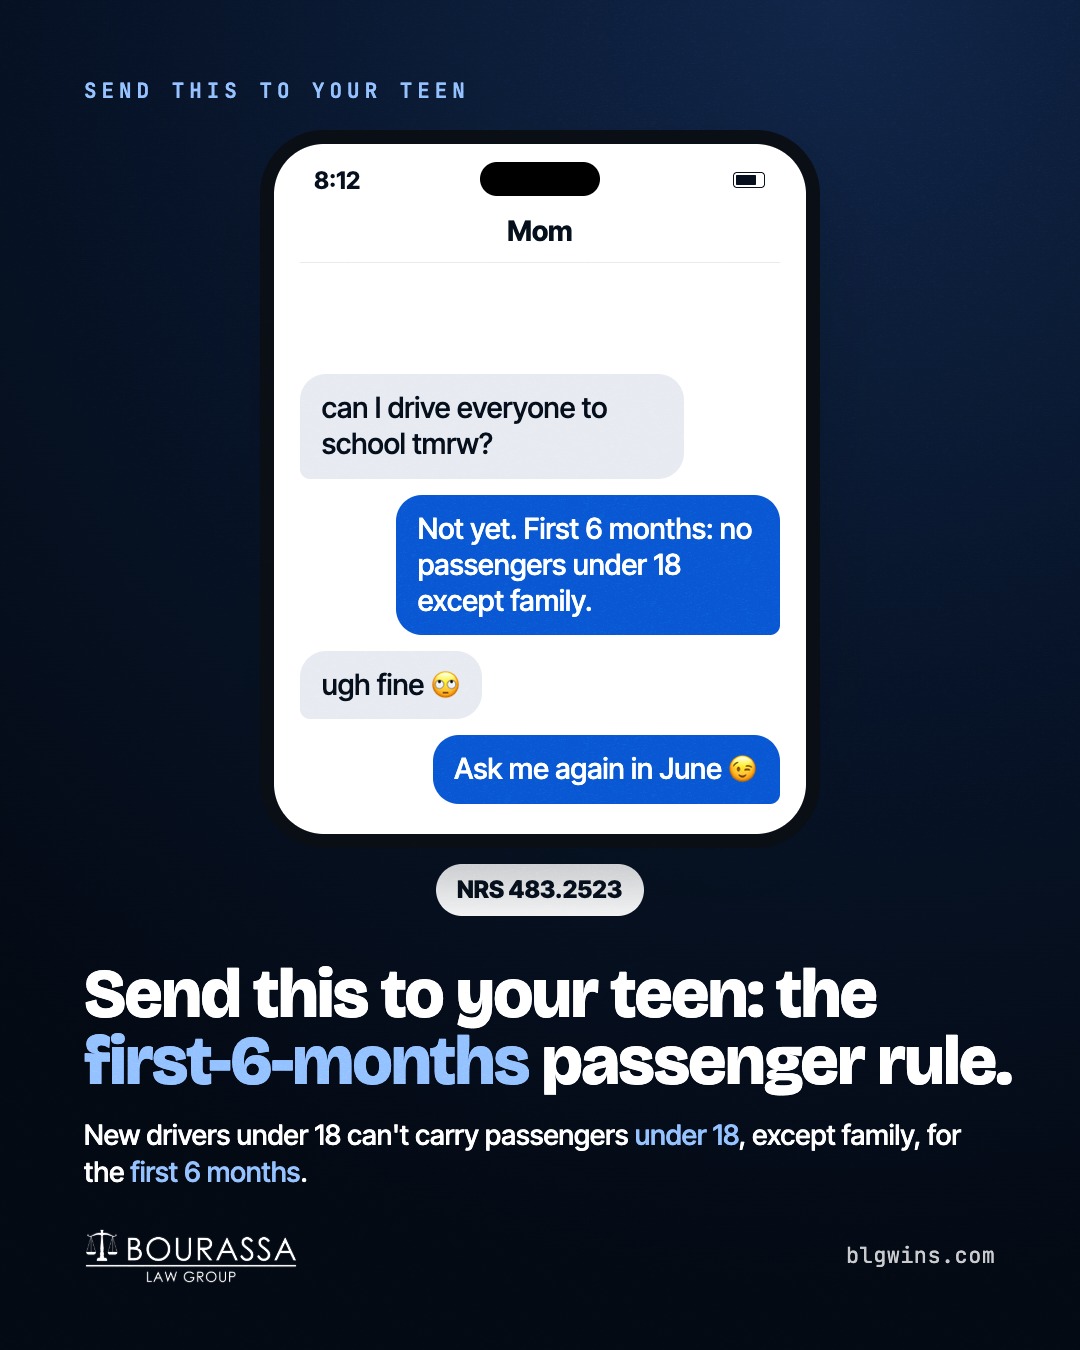 SEND THIS TO YOUR TEEN
8:12
Mom
can I drive everyone to
school tmrw?
Not yet. First 6 months: no
passengers under 18
except family.
ugh fine 🙄
Ask me again in June 😉
NRS 483.2523
Send this to your teen: the
first-6-months passenger rule.
New drivers under 18 can't carry passengers under 18, except family, for
the first 6 months.
BOURASSA
LAW GROUP
blgwins.com